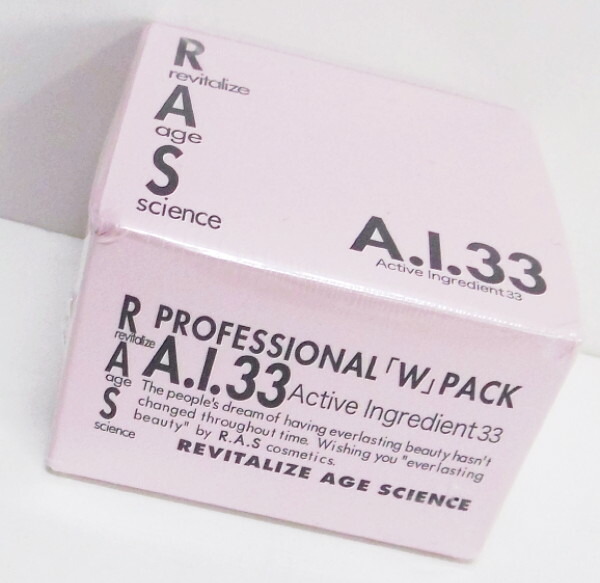 R
revitalize
A
age
S
science
A.I.33
Active Ingredient 33
R
revitalize
A
age
S
science
PROFESSIONAL「W」PACK
A.I.33 Active Ingredient 33
The people's dream of having everlasting beauty hasn't
changed throughout time. Wishing you "everlasting
beauty" by R.A.S cosmetics.
REVITALIZE AGE SCIENCE